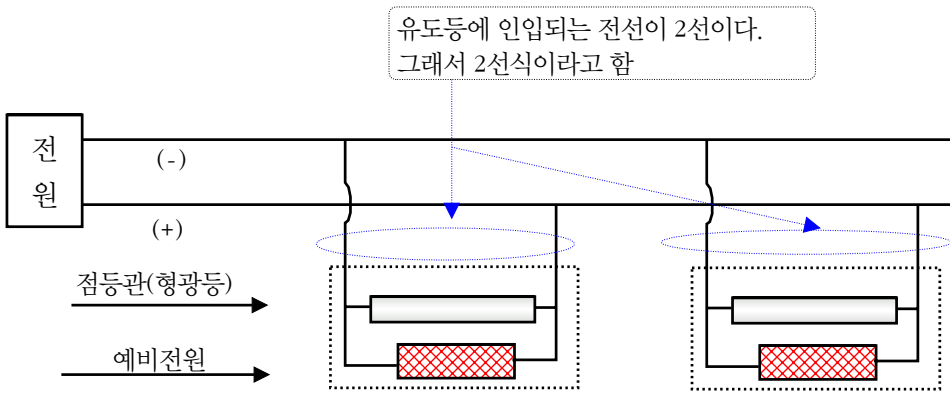 유도등에 인입되는 전선이 2선이다.
그래서 2선식이라고 함
전
원
(-)
(+)
점등관(형광등)
예비전원